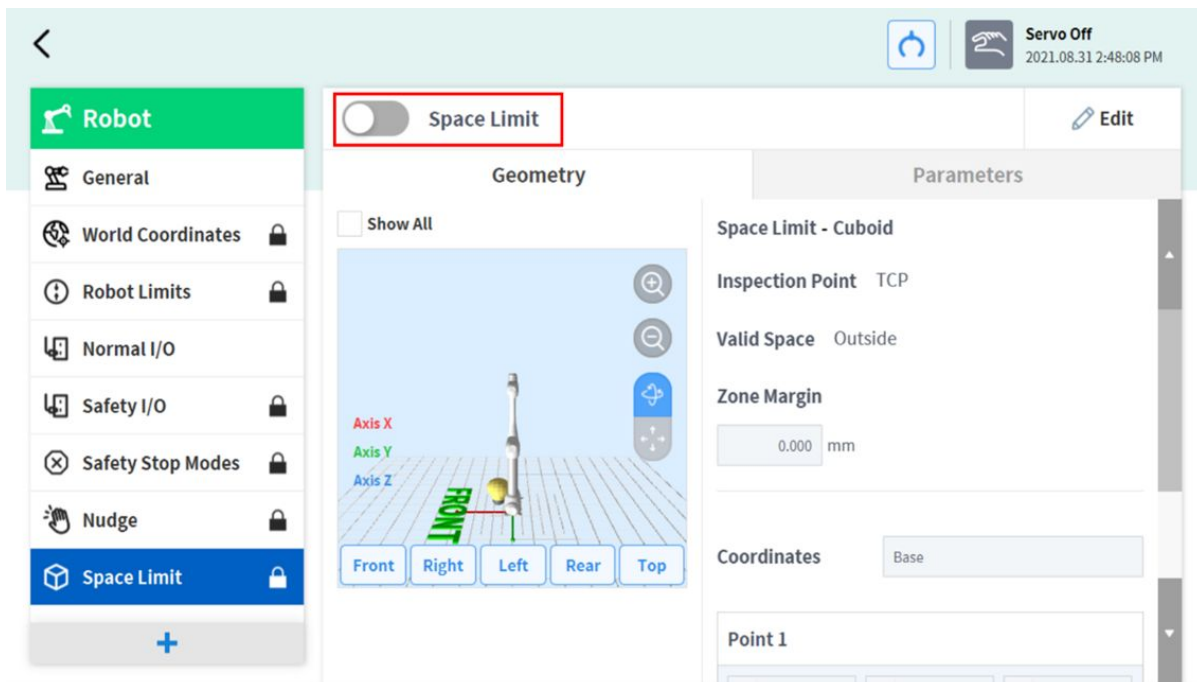 Servo Off
2021.08.31 2:48:08 PM
Robot
General
World Coordinates
Robot Limits
Normal I/O
Safety I/O
Safety Stop Modes
Nudge
Space Limit
+
Space Limit
Edit
Geometry
Parameters
Show All
Axis X
Axis Y
Axis Z
FRONT
Front Right Left Rear Top
Space Limit - Cuboid
Inspection Point TCP
Valid Space Outside
Zone Margin
0.000 mm
Coordinates Base
Point 1